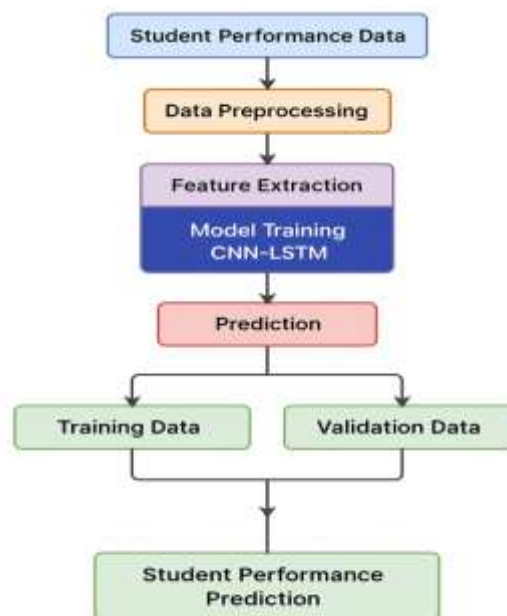 Student Performance Data
Data Preprocessing
Feature Extraction
Model Training
CNN-LSTM
Prediction
Training Data
Validation Data
Student Performance
Prediction